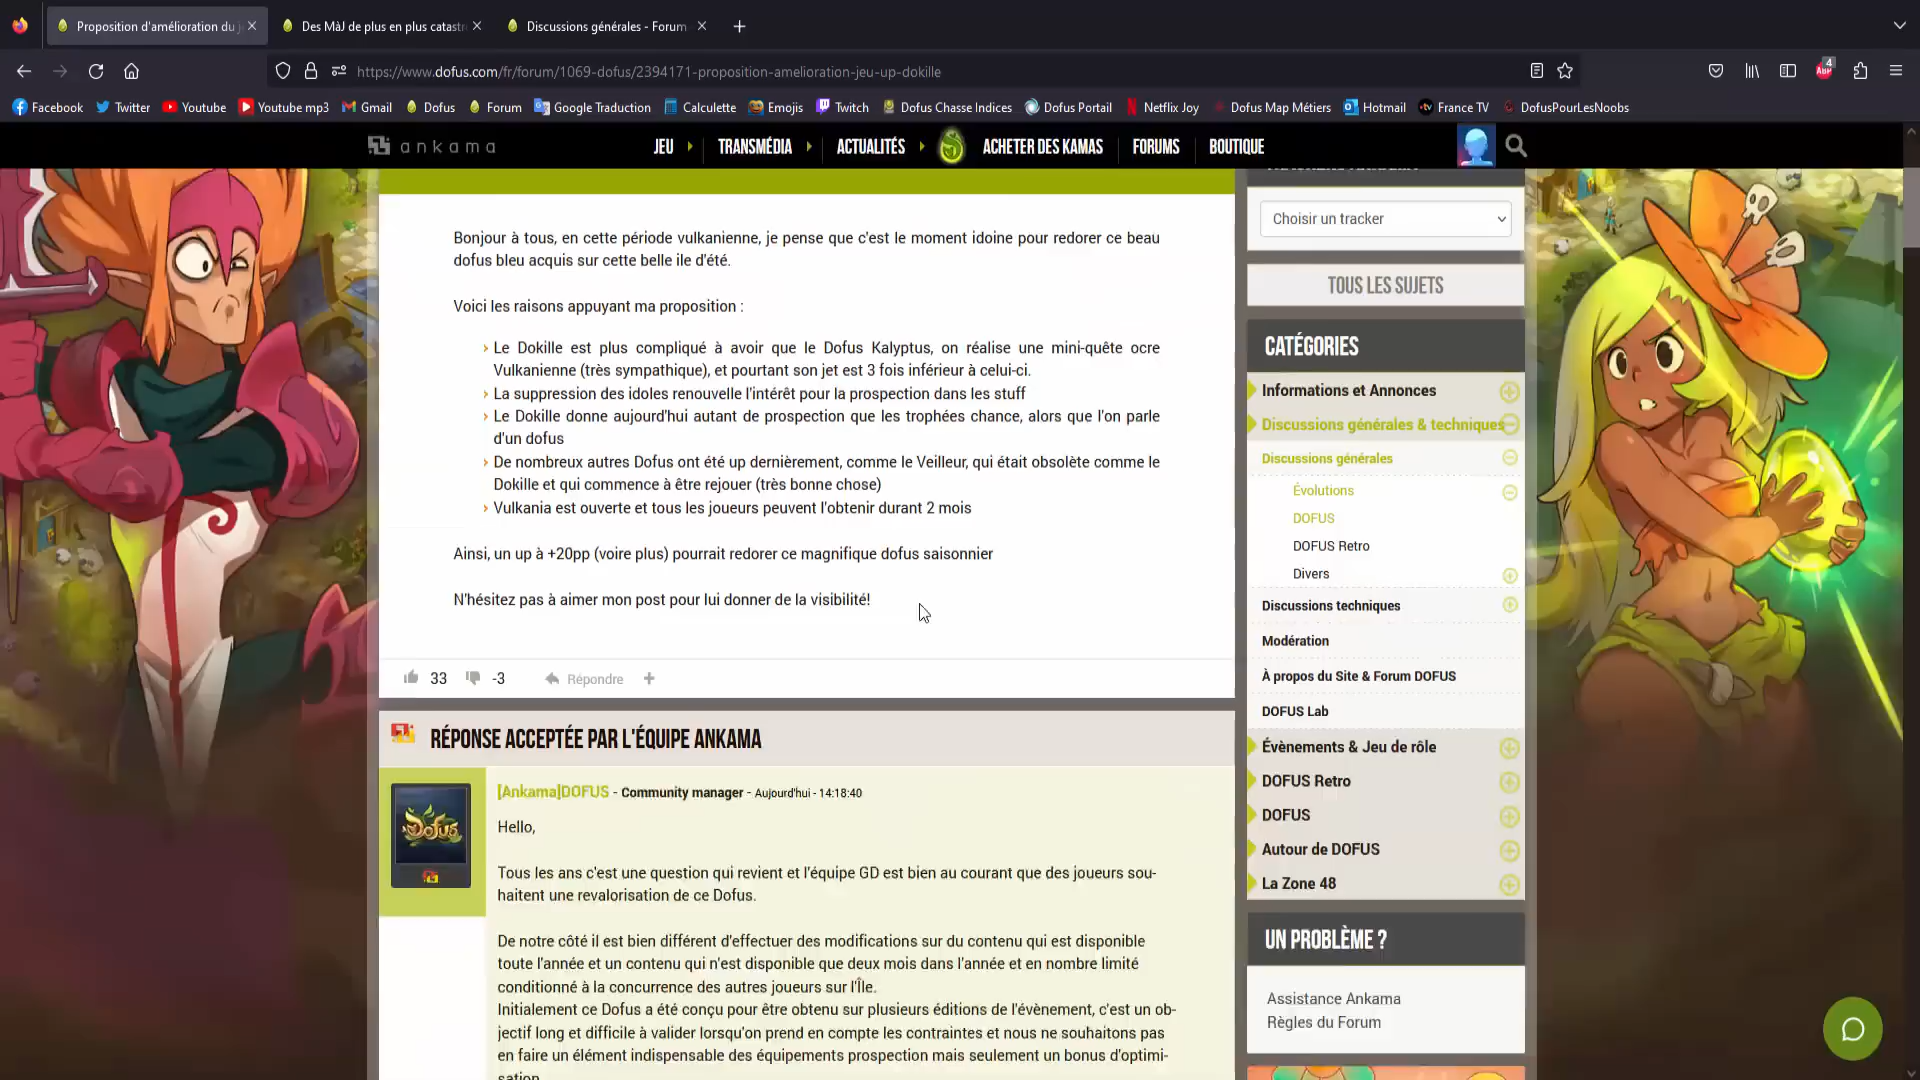 Proposition d'amélioration du j
Des MàJ de plus en plus catastr
Discussions générales - Forum
https://www.dofus.com/fr/forum/1069-dofus/2394171-proposition-amelioration-jeu-up-dokille
4
ABP
Facebook
Twitter
Youtube
Youtube mp3
Gmail
Dofus
Forum
Google Traduction
Calculette
Emojis
Twitch
Dofus Chasse Indices
Dofus Portail
Netflix Joy
Dofus Map Métiers
Hotmail
France TV
DofusPourLesNoobs
ankama
JEU
TRANSMÉDIA
ACTUALITÉS
ACHETER DES KAMAS
FORUMS
BOUTIQUE
Bonjour à tous, en cette période vulkanienne, je pense que c'est le moment idoine pour redorer ce beau
dofus bleu acquis sur cette belle ile d'été.
Voici les raisons appuyant ma proposition :
Le Dokille est plus compliqué à avoir que le Dofus Kalyptus, on réalise une mini-quête ocre
Vulkanienne (très sympathique), et pourtant son jet est 3 fois inférieur à celui-ci.
La suppression des idoles renouvelle l'intérêt pour la prospection dans les stuff
Le Dokille donne aujourd'hui autant de prospection que les trophées chance, alors que l'on parle
d'un dofus
De nombreux autres Dofus ont été up dernièrement, comme le Veilleur, qui était obsolète comme le
Dokille et qui commence à être rejouer (très bonne chose)
Vulkania est ouverte et tous les joueurs peuvent l'obtenir durant 2 mois
Ainsi, un up à +20pp (voire plus) pourrait redorer ce magnifique dofus saisonnier
N'hésitez pas à aimer mon post pour lui donner de la visibilité!
33
-3
Répondre
RÉPONSE ACCEPTÉE PAR L'ÉQUIPE ANKAMA
Dofus
[Ankama]DOFUS - Community manager - Aujourd'hui - 14:18:40
Hello,
Tous les ans c'est une question qui revient et l'équipe GD est bien au courant que des joueurs sou-
haitent une revalorisation de ce Dofus.
De notre côté il est bien différent d'effectuer des modifications sur du contenu qui est disponible
toute l'année et un contenu qui n'est disponible que deux mois dans l'année et en nombre limité
conditionné à la concurrence des autres joueurs sur l'Île.
Initialement ce Dofus a été conçu pour être obtenu sur plusieurs éditions de l'évènement, c'est un ob-
jectif long et difficile à valider lorsqu'on prend en compte les contraintes et nous ne souhaitons pas
en faire un élément indispensable des équipements prospection mais seulement un bonus d'optimi-
sation
Choisir un tracker
TOUS LES SUJETS
CATÉGORIES
Informations et Annonces
Discussions générales & techniques
Discussions générales
Évolutions
DOFUS
DOFUS Retro
Divers
Discussions techniques
Modération
À propos du Site & Forum DOFUS
DOFUS Lab
Évènements & Jeu de rôle
DOFUS Retro
DOFUS
Autour de DOFUS
La Zone 48
UN PROBLÈME ?
Assistance Ankama
Règles du Forum